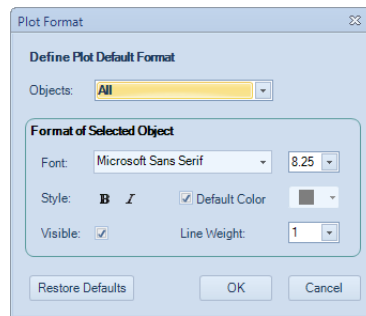 Plot Format
Define Plot Default Format
Objects: All
Format of Selected Object
Font: Microsoft Sans Serif 8.25
Style: B I Default Color
Visible: Line Weight: 1
Restore Defaults OK Cancel